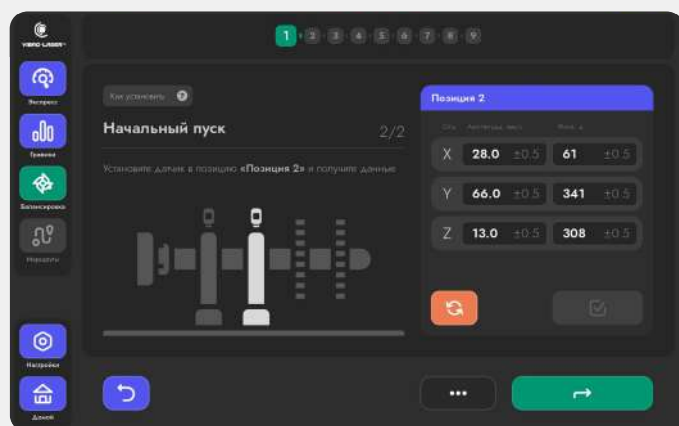 VIBRO-LASER™
1 2 3 4 5 6 7 8 9
Экспресс
Графики
Балансировка
Маршруты
Настройки
Домой
Как установить ?
Начальный пуск 2/2
Установите датчик в позицию «Позиция 2» и получите данные
Позиция 2
X 28.0 ±0.5 61 ±0.5
Y 66.0 ±0.5 341 ±0.5
Z 13.0 ±0.5 308 ±0.5